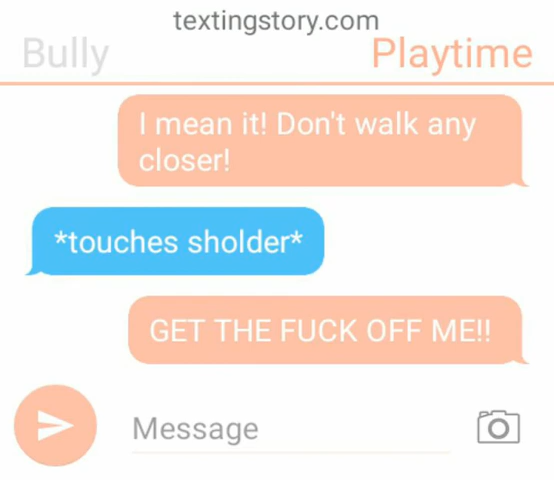 textingstory.com
Bully
Playtime
I mean it! Don't walk any
closer!
*touches sholder*
GET THE FUCK OFF ME!!
Message